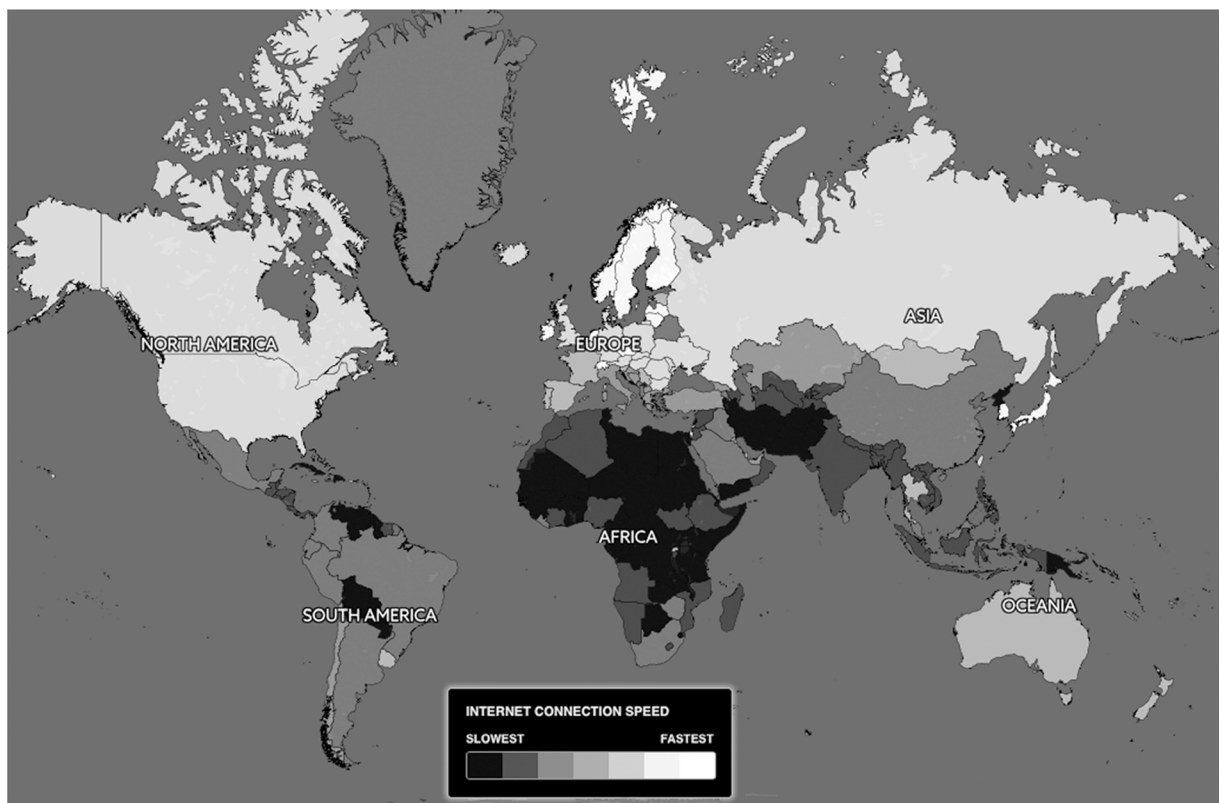 NORTH AMERICA
EUROPE
ASIA
AFRICA
SOUTH AMERICA
OCEANIA
INTERNET CONNECTION SPEED
SLOWEST FASTEST